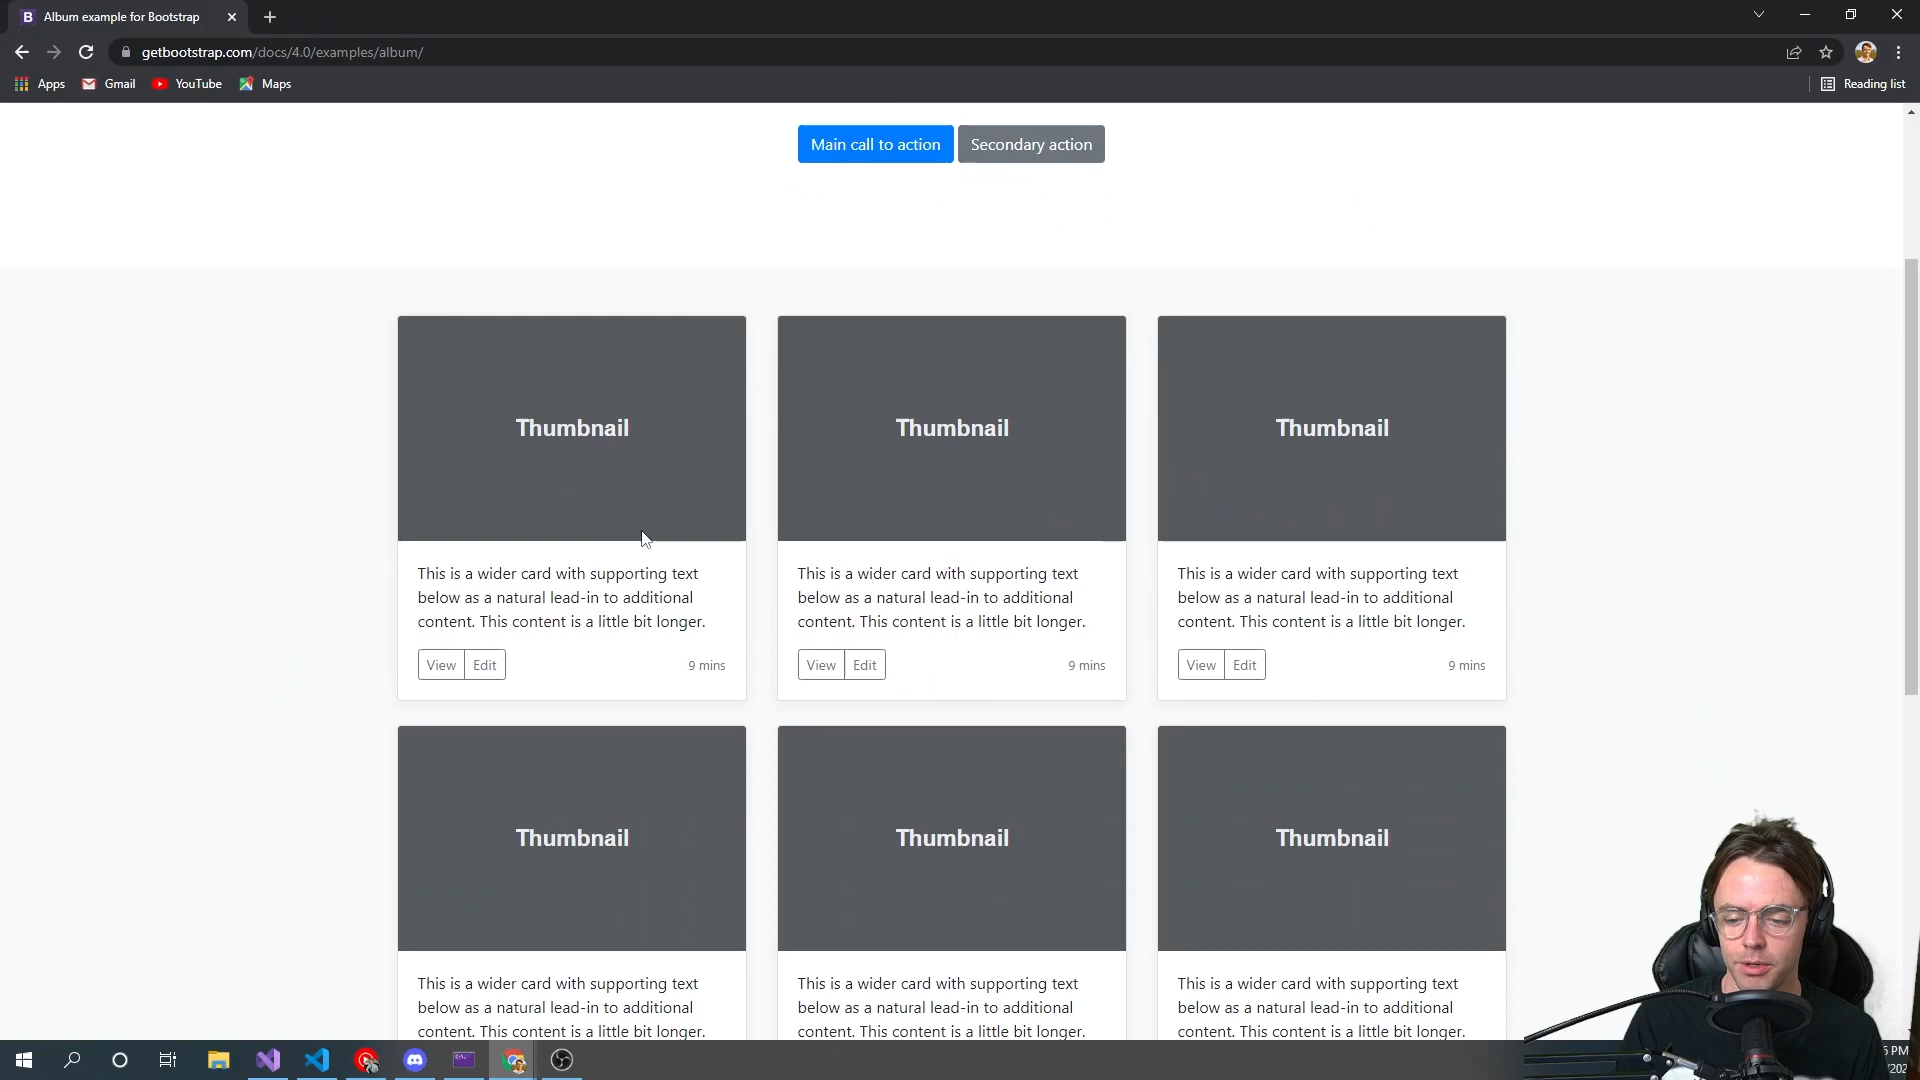 B Album example for Bootstrap
getbootstrap.com/docs/4.0/examples/album/
Apps Gmail YouTube Maps Reading list
Main call to action Secondary action
Thumbnail Thumbnail Thumbnail
This is a wider card with supporting text
below as a natural lead-in to additional
content. This content is a little bit longer.
View Edit 9 mins
This is a wider card with supporting text
below as a natural lead-in to additional
content. This content is a little bit longer.
View Edit 9 mins
This is a wider card with supporting text
below as a natural lead-in to additional
content. This content is a little bit longer.
View Edit 9 mins
Thumbnail Thumbnail Thumbnail
This is a wider card with supporting text
below as a natural lead-in to additional
content. This content is a little bit longer.
This is a wider card with supporting text
below as a natural lead-in to additional
content. This content is a little bit longer.
This is a wider card with supporting text
below as a natural lead-in to additional
content. This content is a little bit longer.
PM